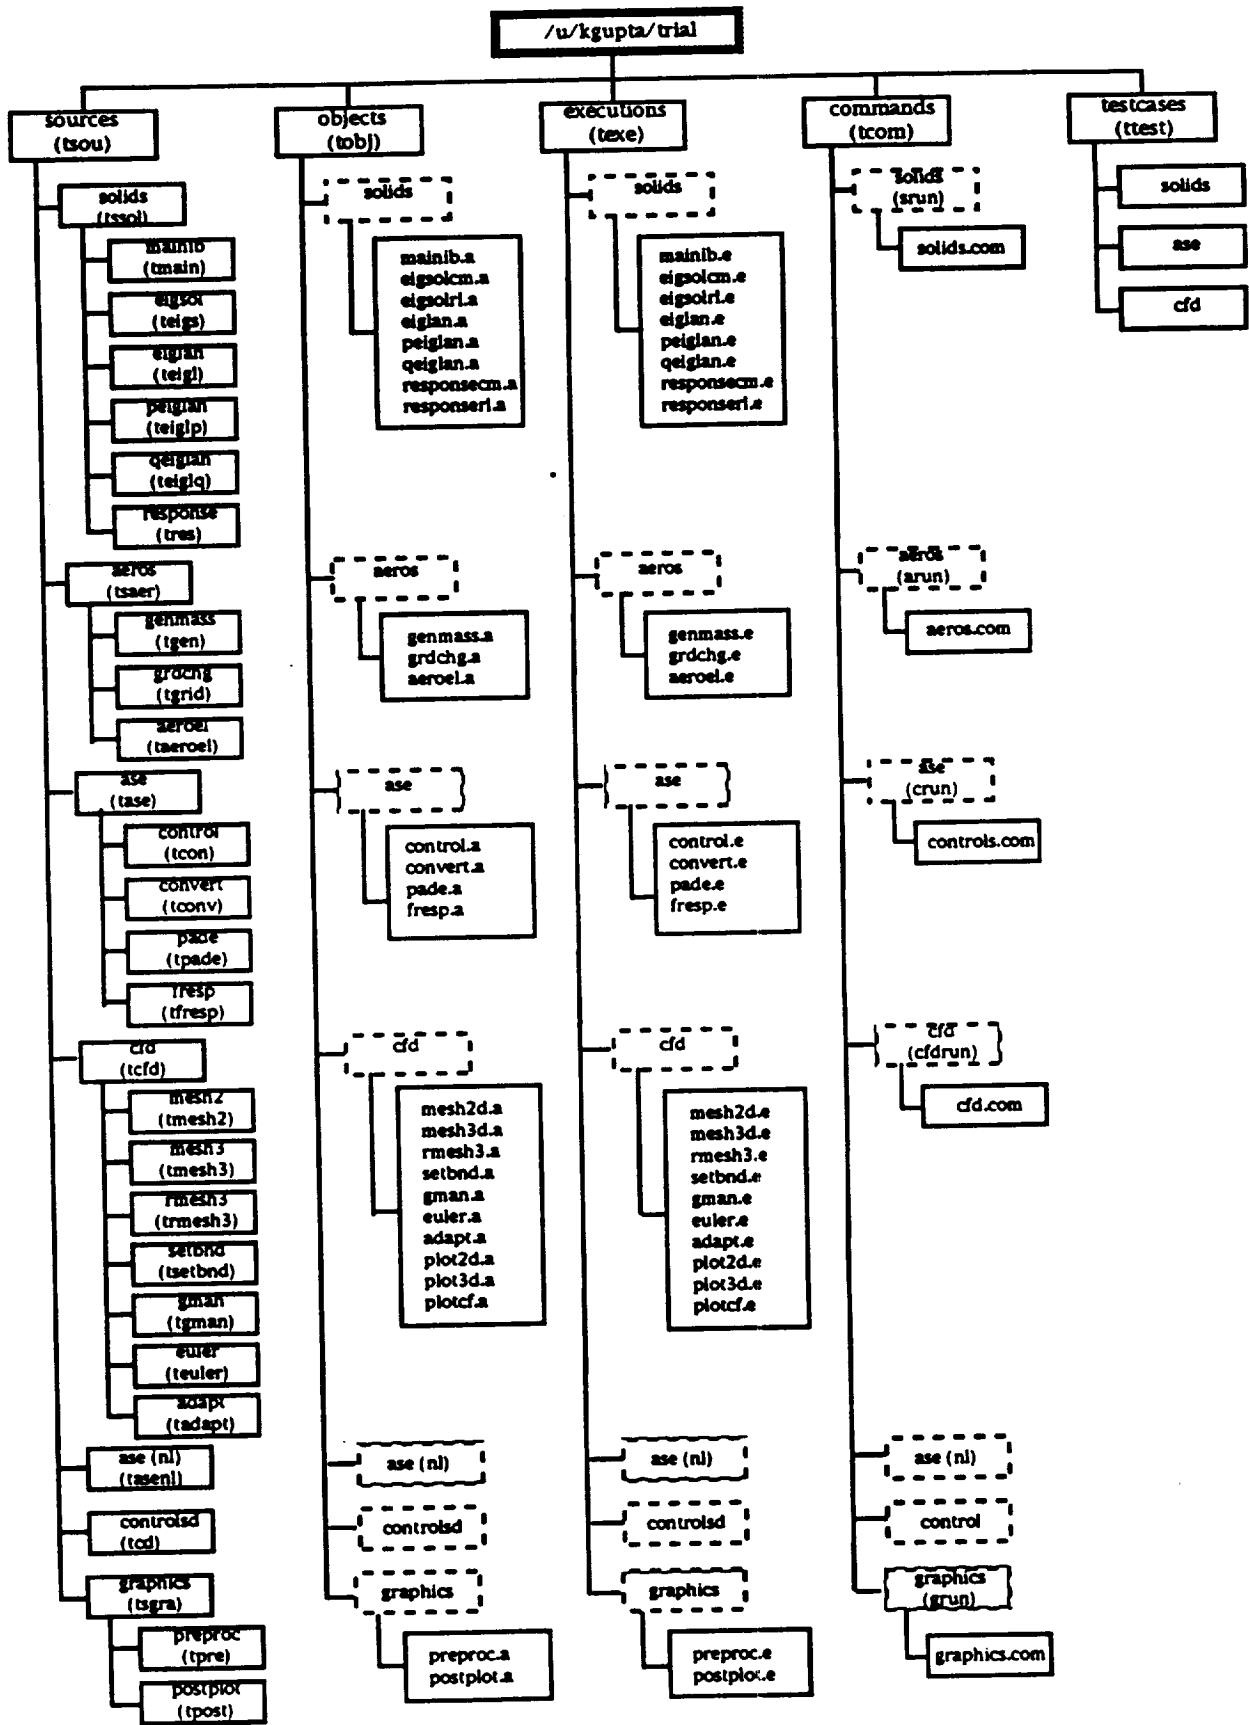 /u/kgupta/trial
sources
(tsou)
solids
(tssol)
mainlb
(tmain)
eigsol
(teigs)
eiglan
(teigl)
peiglan
(teiglp)
qeiglan
(teiglq)
response
(tres)
aeros
(tsaer)
genmass
(tgen)
grdchg
(tgrid)
aeroel
(taeroel)
ase
(tase)
control
(tcon)
convert
(tconv)
pade
(tpade)
fresp
(tfresp)
cfd
(tcfd)
mesh2
(tmesh2)
mesh3
(tmesh3)
rmesh3
(trmesh3)
setbnd
(tsetbnd)
gman
(tgman)
euler
(teuler)
adapt
(tadapt)
ase (nl)
(tasenl)
controlsd
(tcd)
graphics
(tsgra)
preproc
(tpre)
postplot
(tpost)
objects
(tobj)
solids
mainlb.a
eigsolcm.a
eigsolrl.a
eiglan.a
peiglan.a
qeiglan.a
responsecm.a
responserl.a
aeros
genmass.a
grdchg.a
aeroel.a
ase
control.a
convert.a
pade.a
fresp.a
cfd
mesh2d.a
mesh3d.a
rmesh3.a
setbnd.a
gman.a
euler.a
adapt.a
plot2d.a
plot3d.a
plotcf.a
ase (nl)
controlsd
graphics
preproc.a
postplot.a
executions
(texe)
solids
mainlb.e
eigsolcm.e
eigsolrl.e
eiglan.e
peiglan.e
qeiglan.e
responsecm.e
responserl.e
aeros
genmass.e
grdchg.e
aeroel.e
ase
control.e
convert.e
pade.e
fresp.e
cfd
mesh2d.e
mesh3d.e
rmesh3.e
setbnd.e
gman.e
euler.e
adapt.e
plot2d.e
plot3d.e
plotcf.e
ase (nl)
controlsd
graphics
preproc.e
postplot.e
commands
(tcom)
solids
(srun)
solids.com
aeros
(arun)
aeros.com
ase
(crun)
controls.com
cfd
(cfdrun)
cfd.com
ase (nl)
control
graphics
(grun)
graphics.com
testcases
(ttest)
solids
ase
cfd